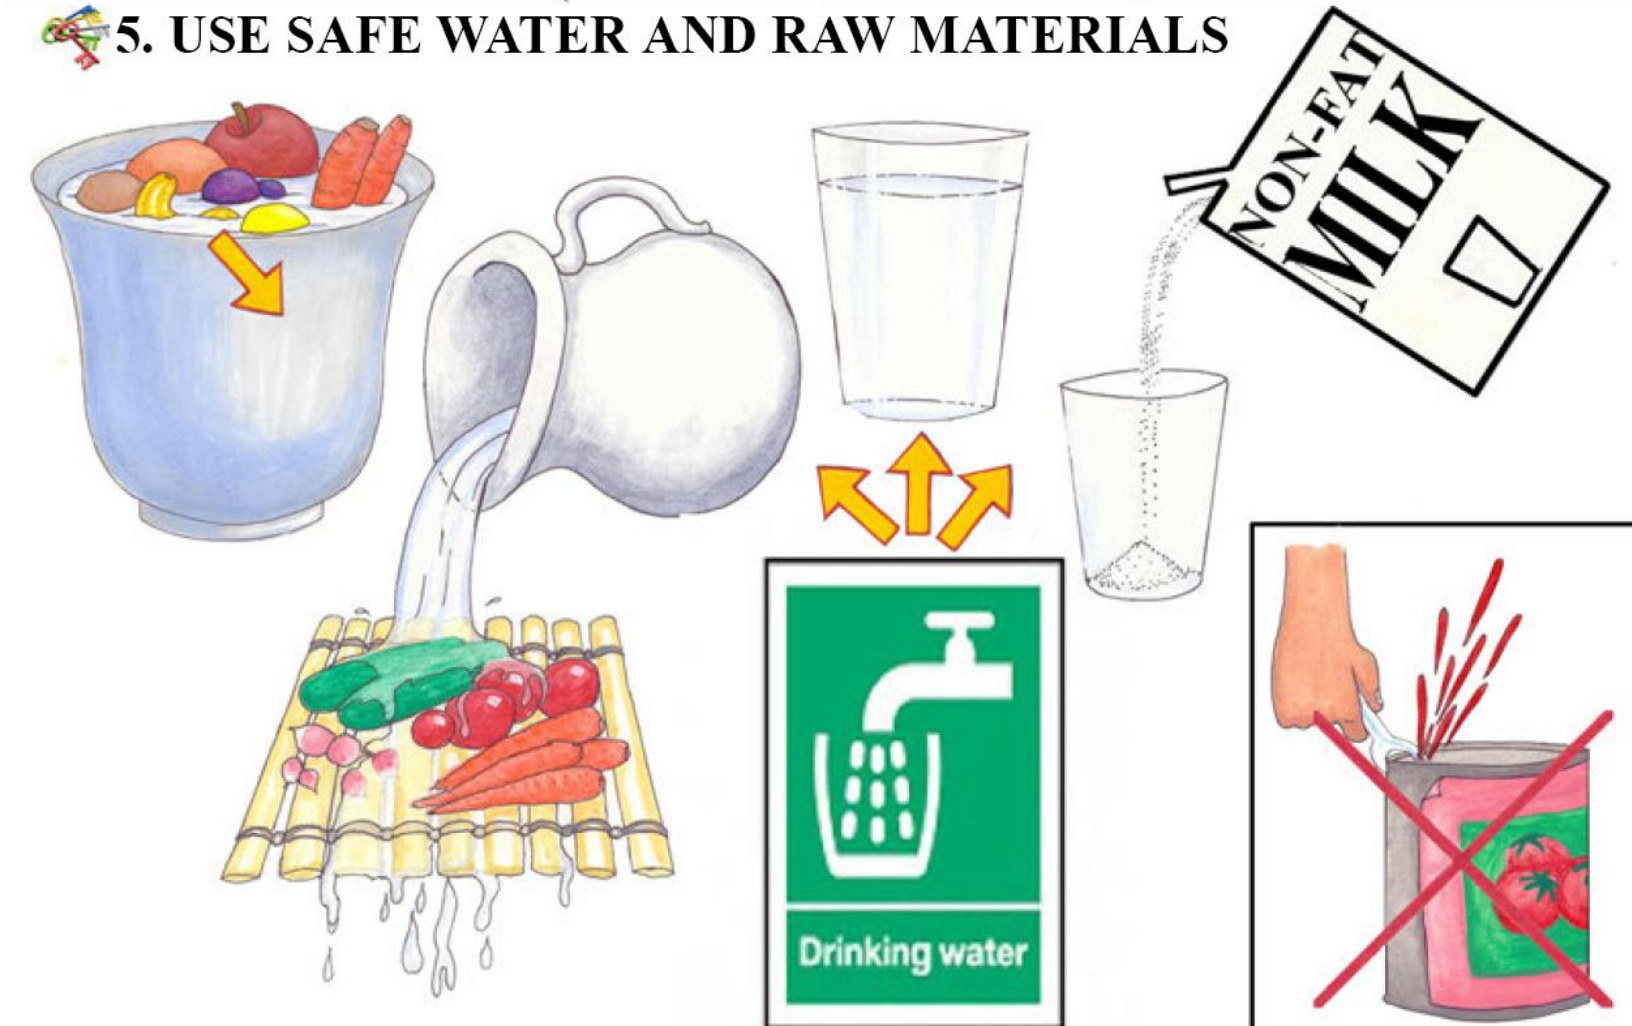 5. USE SAFE WATER AND RAW MATERIALS
NON-FAT
MILK
Drinking water